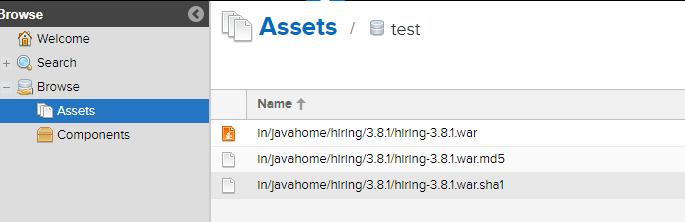 Browse
Welcome
Search
Browse
Assets
Components
Assets / test
Name
in/javahome/hiring/3.8.1/hiring-3.8.1.war
in/javahome/hiring/3.8.1/hiring-3.8.1.war.md5
in/javahome/hiring/3.8.1/hiring-3.8.1.war.sha1